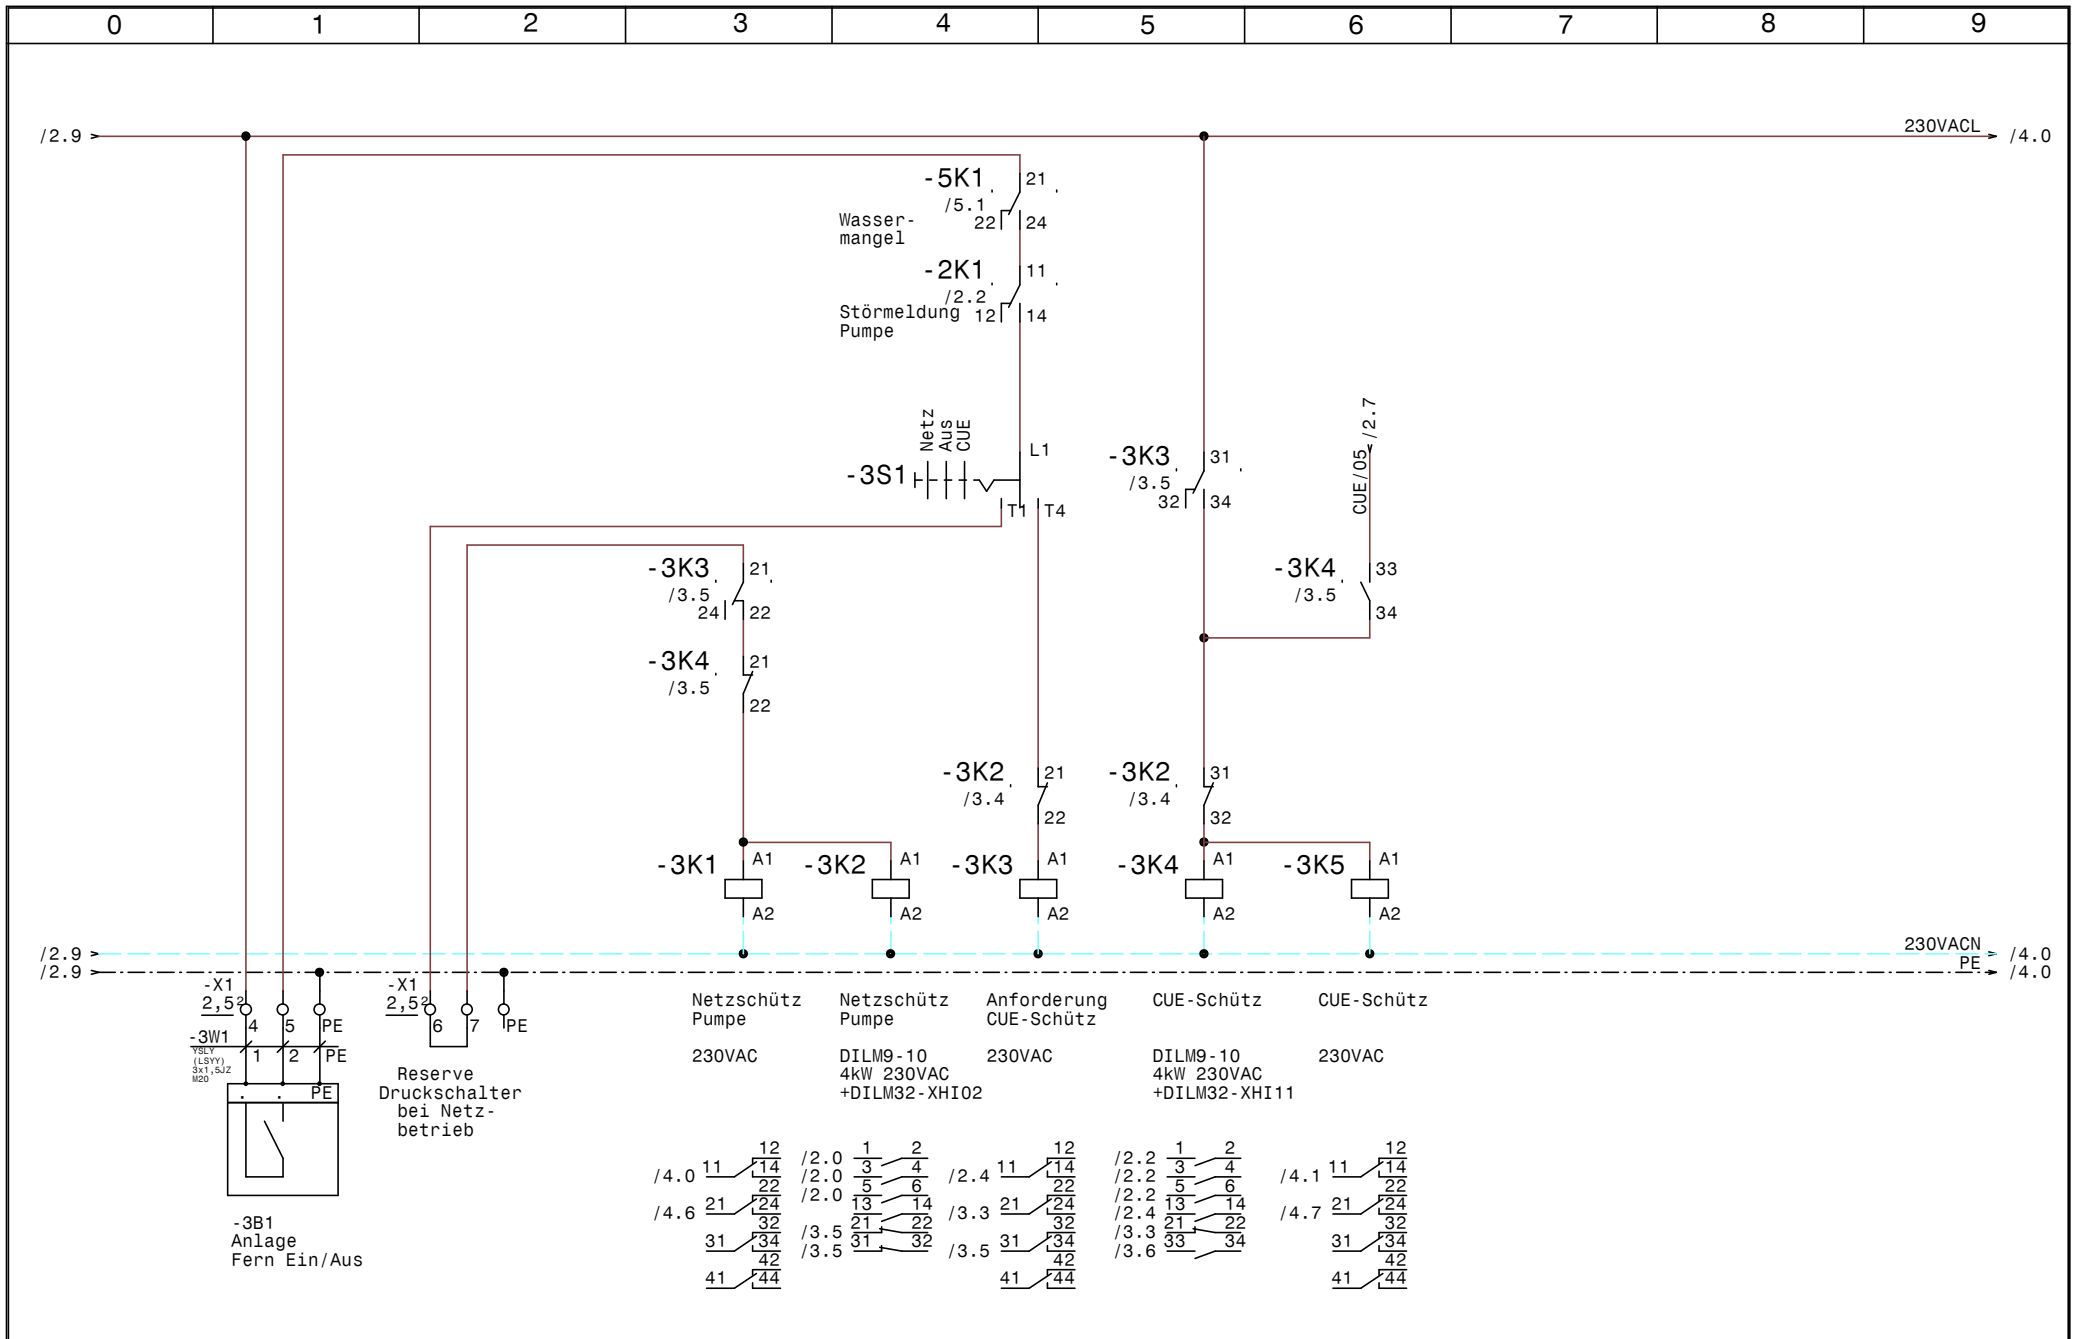 0 1 2 3 4 5 6 7 8 9
/2.9 230VACL /4.0
-5K1 21
/5.1
22 24
Wasser-
mangel
-2K1 11
/2.2
12 14
Störmeldung
Pumpe
Netz
Aus
CUE
-3S1
L1
T1 T4
-3K3 31
/3.5
32 34
CUE/05 /2.7
-3K3 21
/3.5
24 22
-3K4 33
/3.5
34
-3K4 21
/3.5
22
-3K2 21
/3.4
22
-3K2 31
/3.4
32
-3K1 A1
A2
-3K2 A1
A2
-3K3 A1
A2
-3K4 A1
A2
-3K5 A1
A2
/2.9 230VACN /4.0
/2.9 PE /4.0
-X1
2,5²
4 5 PE
-3W1
YSLY
(LSYY)
3x1,5JZ
M20
1 2 PE
PE
-3B1
Anlage
Fern Ein/Aus
-X1
2,5²
6 7 PE
Reserve
Druckschalter
bei Netz-
betrieb
Netzschütz
Pumpe
230VAC
Netzschütz
Pumpe
DILM9-10
4kW 230VAC
+DILM32-XHI02
Anforderung
CUE-Schütz
230VAC
CUE-Schütz
DILM9-10
4kW 230VAC
+DILM32-XHI11
CUE-Schütz
230VAC
12
/4.0 11 14
22
/4.6 21 24
32
31 34
42
41 44
/2.0 1 2
/2.0 3 4
/2.0 5 6
13 14
/3.5 21 22
/3.5 31 32
12
/2.4 11 14
22
/3.3 21 24
32
/3.5 31 34
42
41 44
/2.2 1 2
/2.2 3 4
/2.2 5 6
/2.4 13 14
/3.3 21 22
/3.6 33 34
12
/4.1 11 14
22
/4.7 21 24
32
31 34
42
41 44